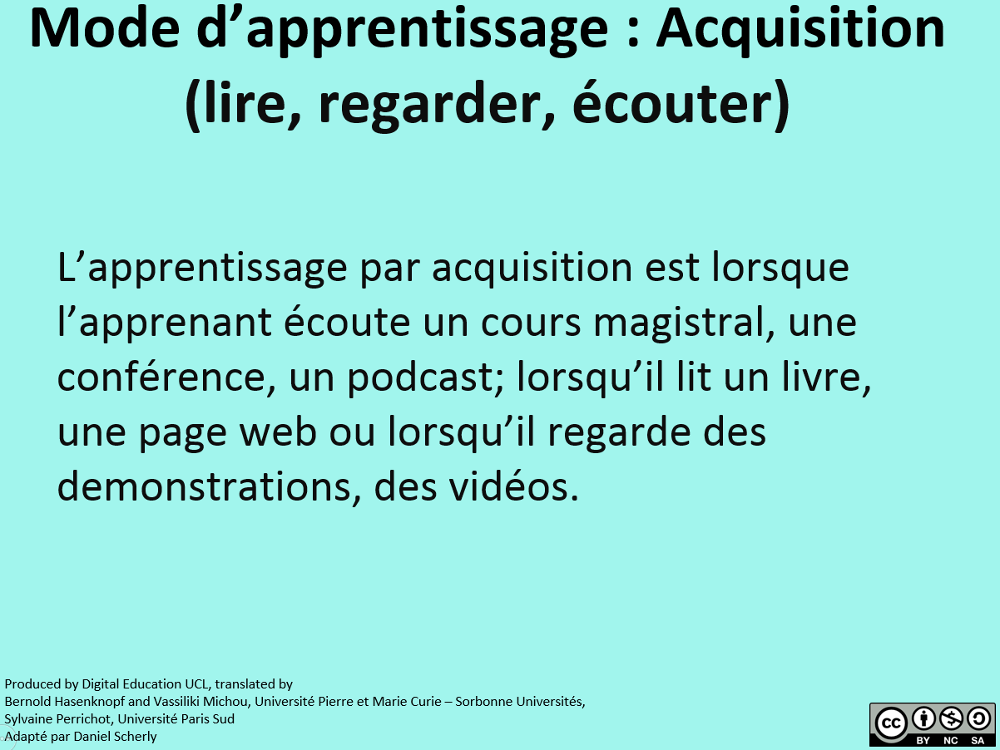 Mode d’apprentissage : Acquisition
(lire, regarder, écouter)
L’apprentissage par acquisition est lorsque
l’apprenant écoute un cours magistral, une
conférence, un podcast; lorsqu’il lit un livre,
une page web ou lorsqu’il regarde des
demonstrations, des vidéos.
Produced by Digital Education UCL, translated by
Bernold Hasenknopf and Vassiliki Michou, Université Pierre et Marie Curie – Sorbonne Universités,
Sylvaine Perrichot, Université Paris Sud
Adapté par Daniel Scherly
cc
BY NC SA